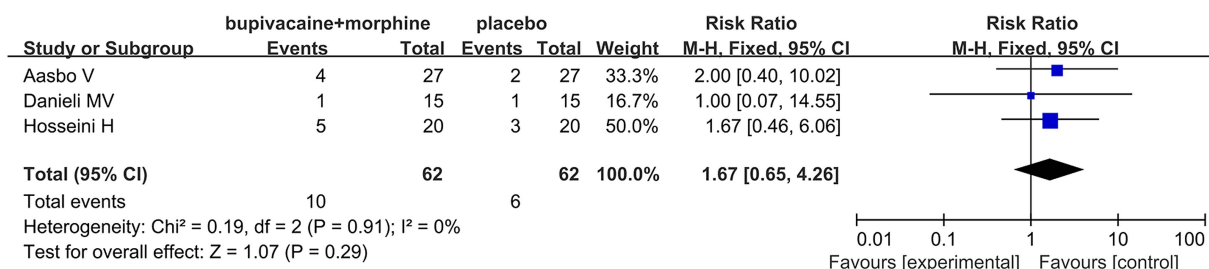 bupivacaine+morphine placebo Risk Ratio Risk Ratio
Study or Subgroup Events Total Events Total Weight M-H, Fixed, 95% CI M-H, Fixed, 95% CI
Aasbo V 4 27 2 27 33.3% 2.00 [0.40, 10.02]
Danieli MV 1 15 1 15 16.7% 1.00 [0.07, 14.55]
Hosseini H 5 20 3 20 50.0% 1.67 [0.46, 6.06]
Total (95% CI) 62 62 100.0% 1.67 [0.65, 4.26]
Total events 10 6
Heterogeneity: Chi² = 0.19, df = 2 (P = 0.91); I² = 0%
Test for overall effect: Z = 1.07 (P = 0.29)
0.01 0.1 1 10 100
Favours [experimental] Favours [control]